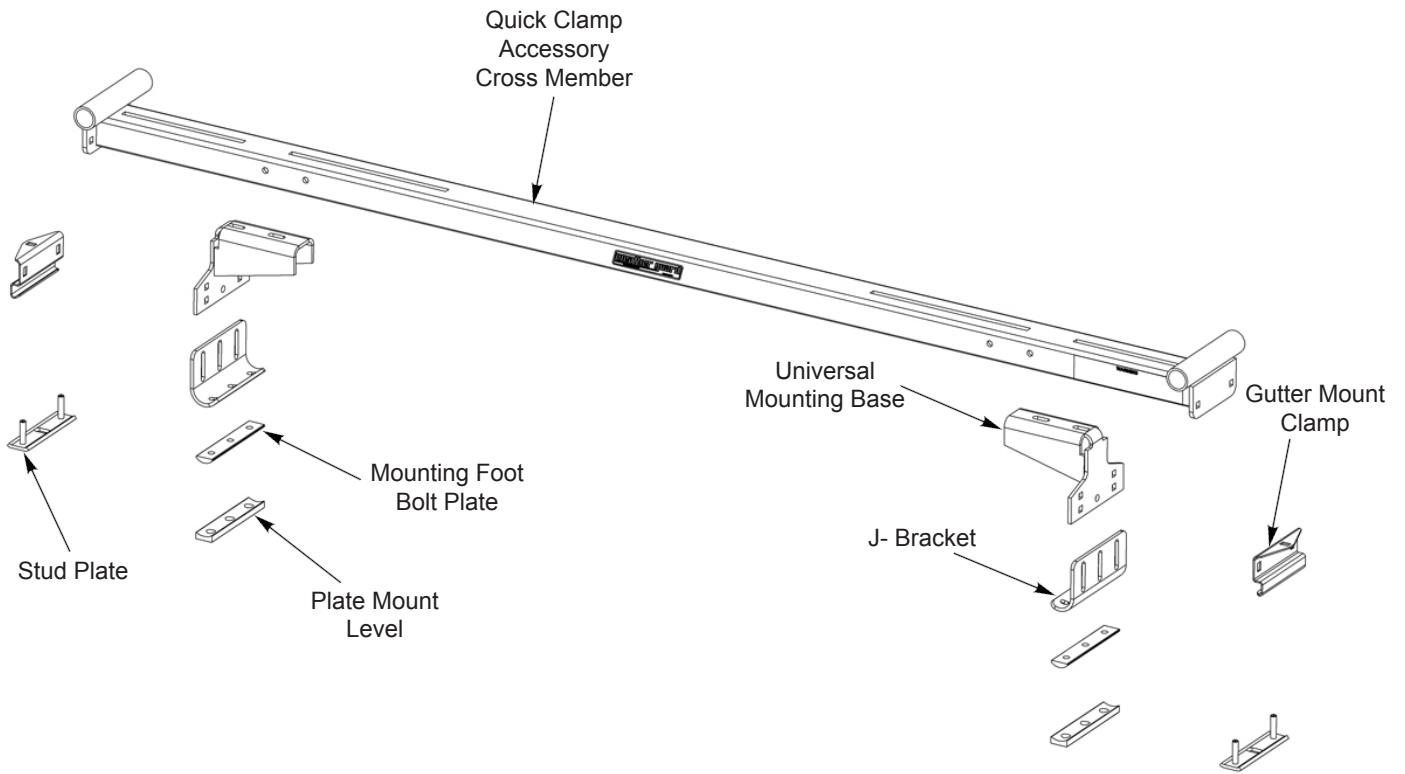 Quick Clamp
Accessory
Cross Member
Universal
Mounting Base
Gutter Mount
Clamp
Mounting Foot
Bolt Plate
J- Bracket
Stud Plate
Plate Mount
Level